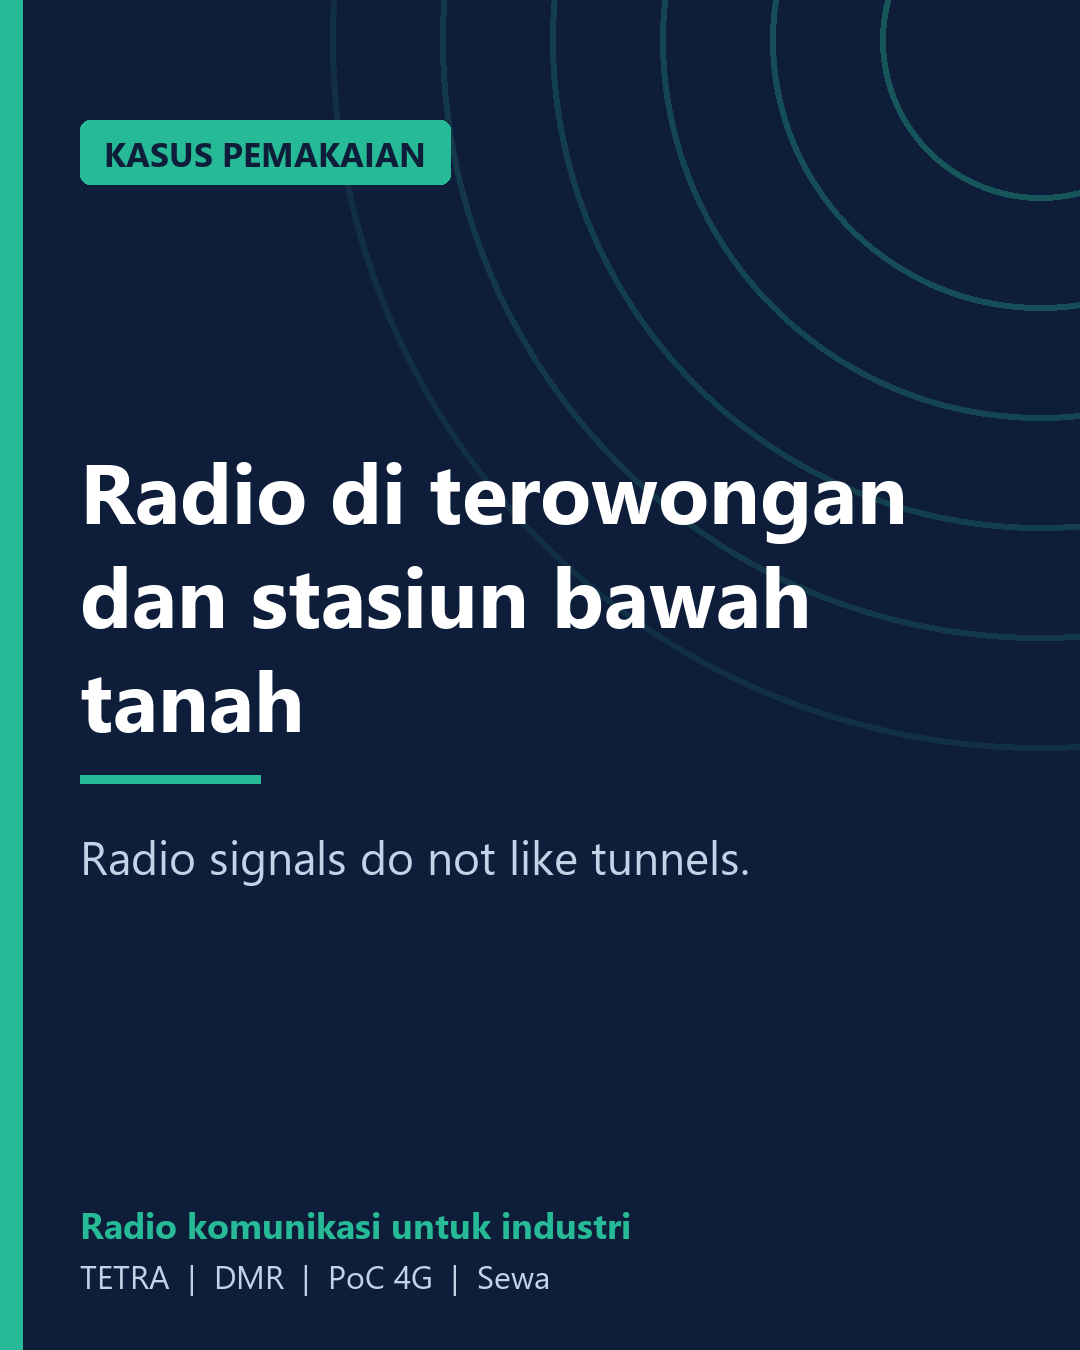 KASUS PEMAKAIAN
Radio di terowongan
dan stasiun bawah
tanah
Radio signals do not like tunnels.
Radio komunikasi untuk industri
TETRA | DMR | PoC 4G | Sewa